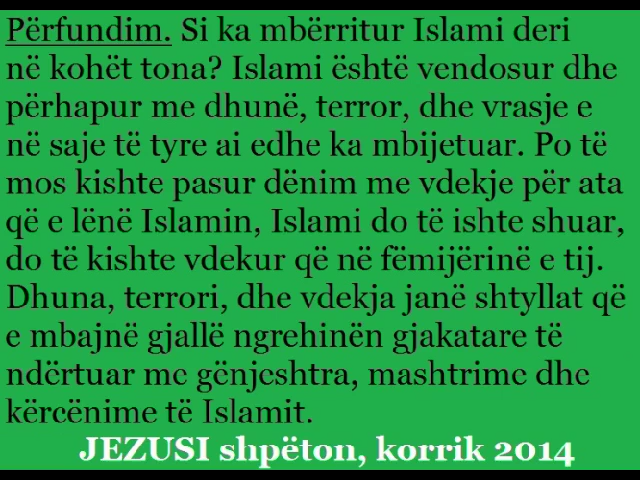 Përfundim. Si ka mbërritur Islami deri
në kohët tona? Islami është vendosur dhe
përhapur me dhunë, terror, dhe vrasje e
në saje të tyre ai edhe ka mbijetuar. Po të
mos kishte pasur dënim me vdekje për ata
që e lënë Islamin, Islami do të ishte shuar,
do të kishte vdekur që në fëmijërinë e tij.
Dhuna, terrori, dhe vdekja janë shtyllat që
e mbajnë gjallë ngrehinën gjakatare të
ndërtuar me gënjeshtra, mashtrime dhe
kërcënime të Islamit.
JEZUSI shpëton, korrik 2014